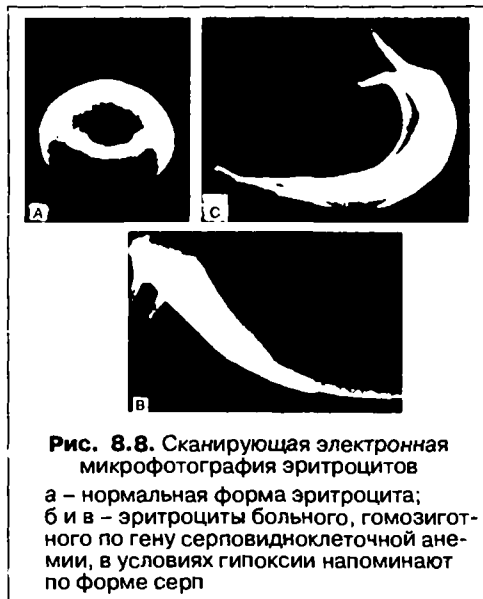 A
C
B
Рис. 8.8. Сканирующая электронная
микрофотография эритроцитов
а – нормальная форма эритроцита;
б и в – эритроциты больного, гомозигот-
ного по гену серповидноклеточной ане-
мии, в условиях гипоксии напоминают
по форме серп